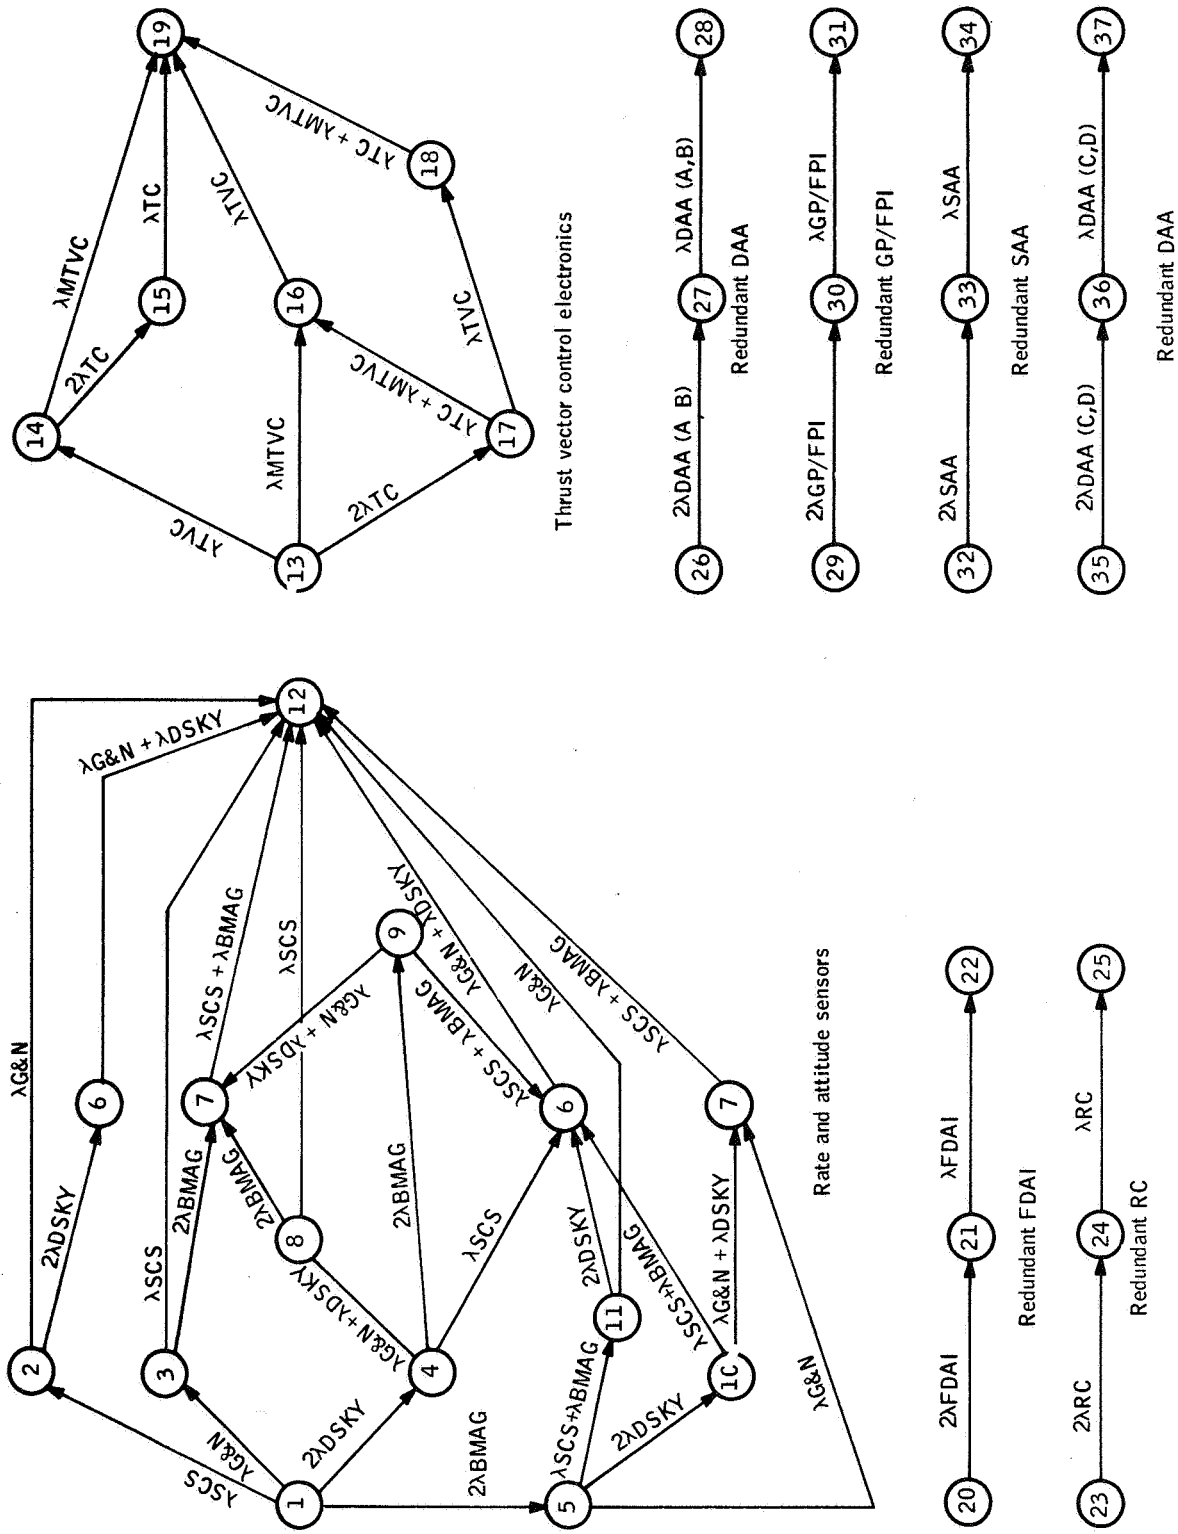 λG&N
2
2λDSKY
6
λG&N + λDSKY
12
λSCS
3
λSCS
2λBMAG
7
λSCS + λBMAG
λG&N
1
2λDSKY
4
λG&N+λDSKY
8
2λBMAG
λSCS
2λBMAG
9
λG&N + λDSKY
λSCS + λBMAG
λSCS
6
λG&N + λDSKY
2λBMAG
5
λSCS+λBMAG
11
2λDSKY
λG&N
2λDSKY
1C
λSCS+λBMAG
λG&N + λDSKY
7
λSCS + λBMAG
λG&N
Rate and attitude sensors
20
2λFDAI
21
λFDAI
22
Redundant FDAI
23
2λRC
24
λRC
25
Redundant RC
13
λTVC
14
λMTVC
19
2λTC
15
λTC
λMTVC
16
λTVC
2λTC
17
λTC + λMTVC
λTVC
18
λTC + λMTVC
Thrust vector control electronics
26
2λDAA (A B)
27
λDAA (A,B)
28
Redundant DAA
29
2λGP/FPI
30
λGP/FPI
31
Redundant GP/FPI
32
2λSAA
33
λSAA
34
Redundant SAA
35
2λDAA (C,D)
36
λDAA (C,D)
37
Redundant DAA